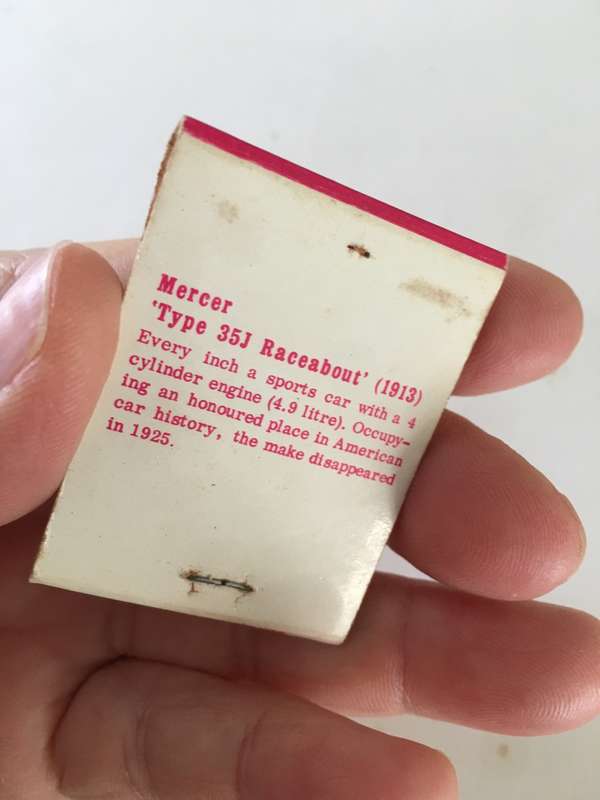 Mercer
'Type 35J Raceabout' (1913)
Every inch a sports car with a 4
cylinder engine (4.9 litre). Occupy-
ing an honoured place in American
car history, the make disappeared
in 1925.